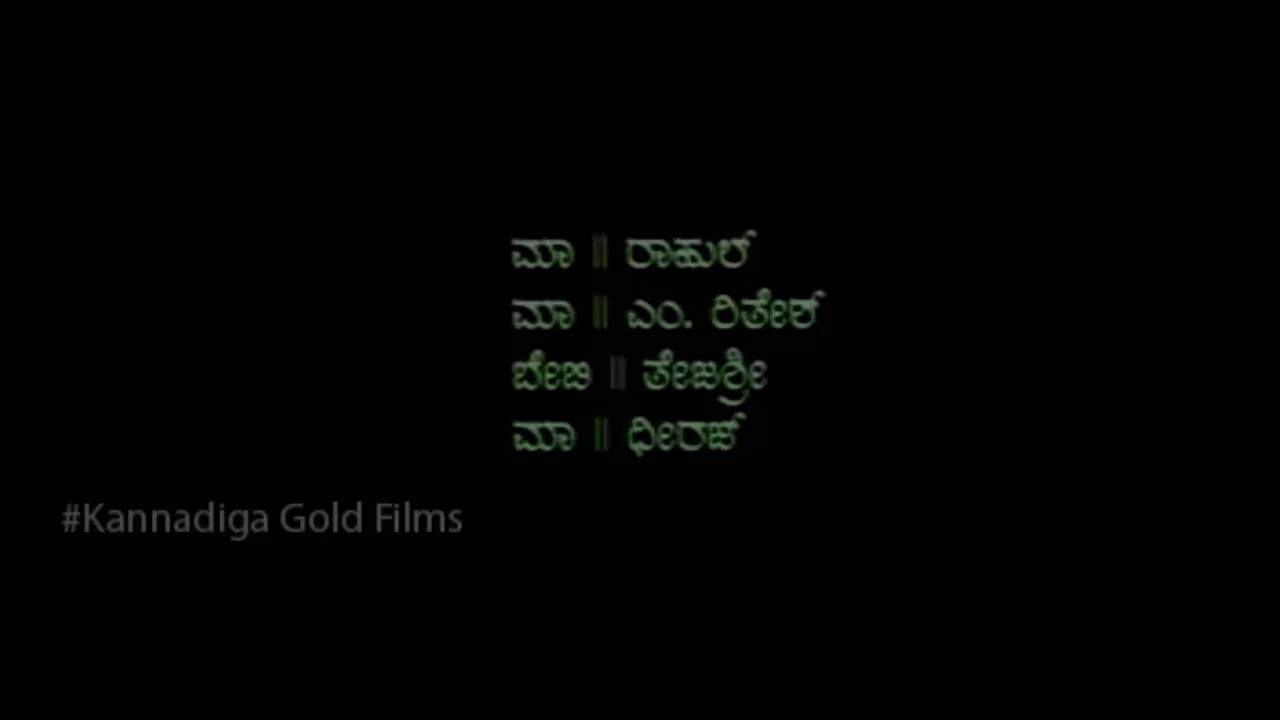 ಮಾ || ರಾಹುಲ್
ಮಾ || ಎಂ. ರಿತೇಶ್
ಬೇಬಿ || ತೇಜಶ್ರೀ
ಮಾ || ಧೀರಜ್
#Kannadiga Gold Films